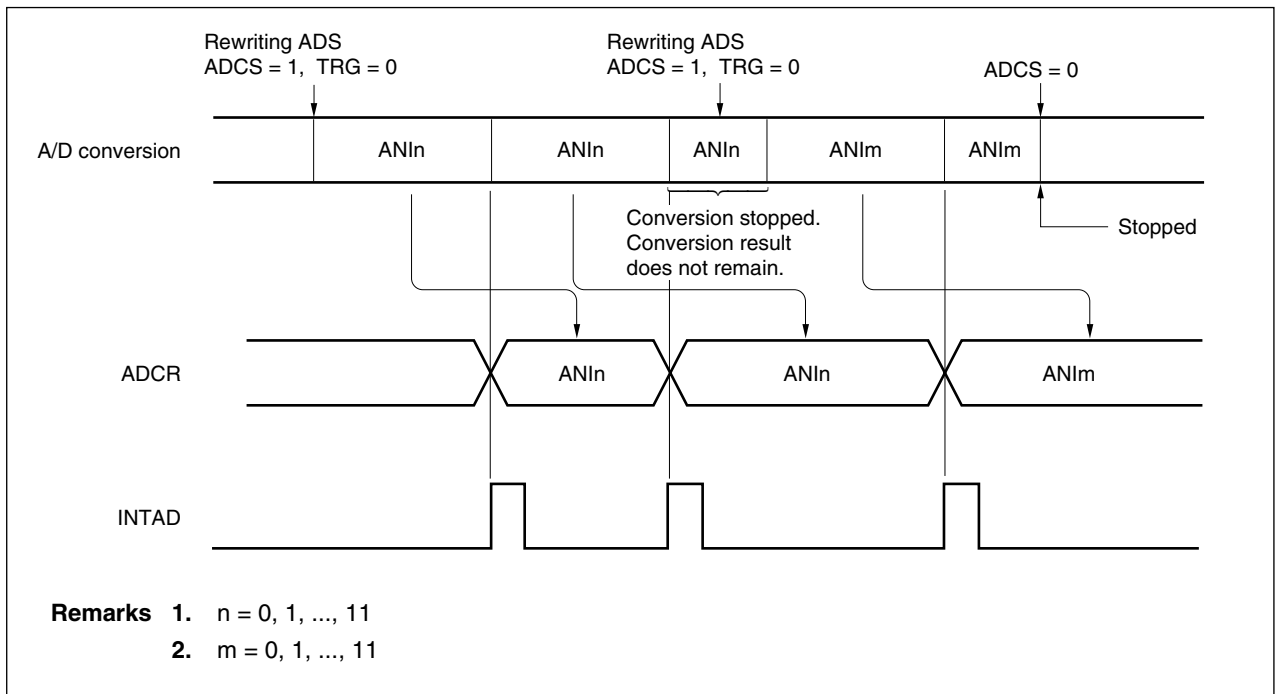 Rewriting ADS
ADCS = 1, TRG = 0
Rewriting ADS
ADCS = 1, TRG = 0
ADCS = 0
A/D conversion
ANIn
ANIn
ANIn
ANIm
ANIm
Conversion stopped.
Conversion result
does not remain.
Stopped
ADCR
ANIn
ANIn
ANIm
INTAD
Remarks 1. n = 0, 1, ..., 11
2. m = 0, 1, ..., 11